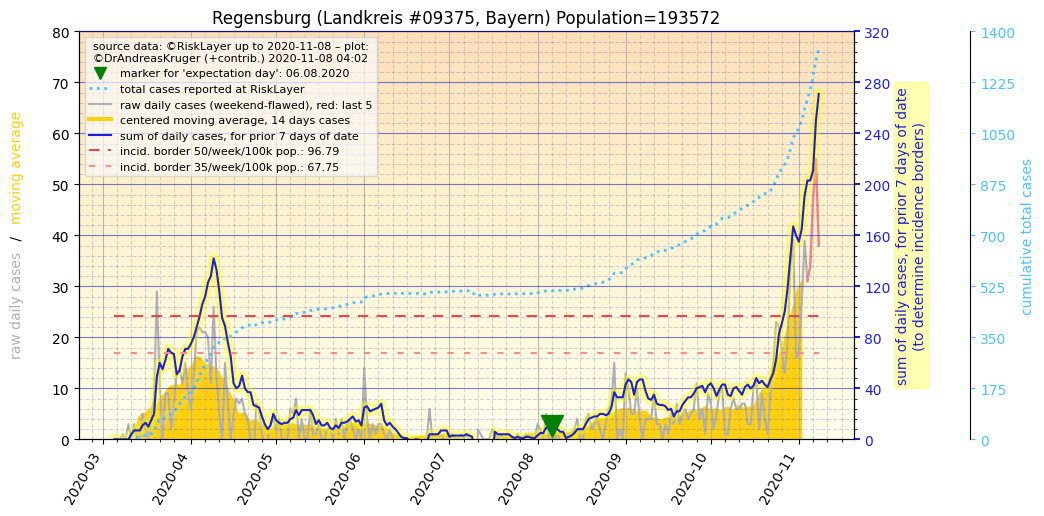 Regensburg (Landkreis #09375, Bayern) Population=193572
source data: ©RiskLayer up to 2020-11-08 – plot:
©DrAndreasKruger (+contrib.) 2020-11-08 04:02
marker for 'expectation day': 06.08.2020
total cases reported at RiskLayer
raw daily cases (weekend-flawed), red: last 5
centered moving average, 14 days cases
sum of daily cases, for prior 7 days of date
incid. border 50/week/100k pop.: 96.79
incid. border 35/week/100k pop.: 67.75
raw daily cases / moving average
80
70
60
50
40
30
20
10
0
2020-03
2020-04
2020-05
2020-06
2020-07
2020-08
2020-09
2020-10
2020-11
320
280
240
200
160
120
80
40
0
sum of daily cases, for prior 7 days of date
(to determine incidence borders)
1400
1225
1050
875
700
525
350
175
0
cumulative total cases